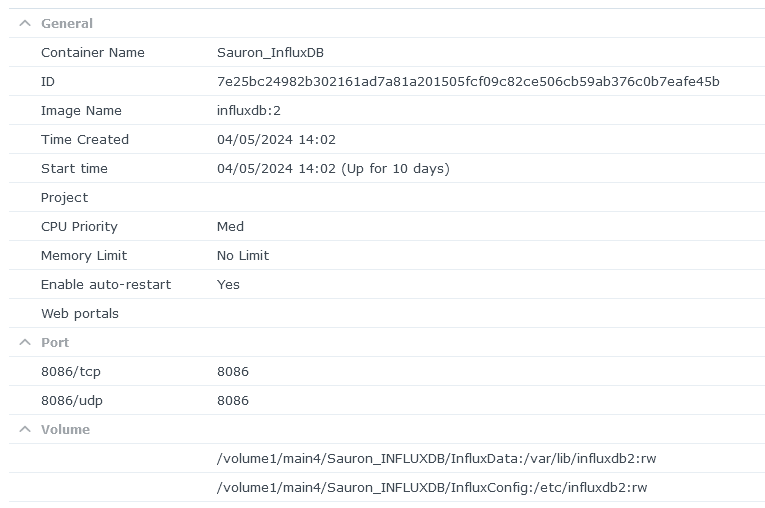 General
Container Name Sauron_InfluxDB
ID 7e25bc24982b302161ad7a81a201505fcf09c82ce506cb59ab376c0b7eafe45b
Image Name influxdb:2
Time Created 04/05/2024 14:02
Start time 04/05/2024 14:02 (Up for 10 days)
Project
CPU Priority Med
Memory Limit No Limit
Enable auto-restart Yes
Web portals
Port
8086/tcp 8086
8086/udp 8086
Volume
/volume1/main4/Sauron_INFLUXDB/InfluxData:/var/lib/influxdb2:rw
/volume1/main4/Sauron_INFLUXDB/InfluxConfig:/etc/influxdb2:rw